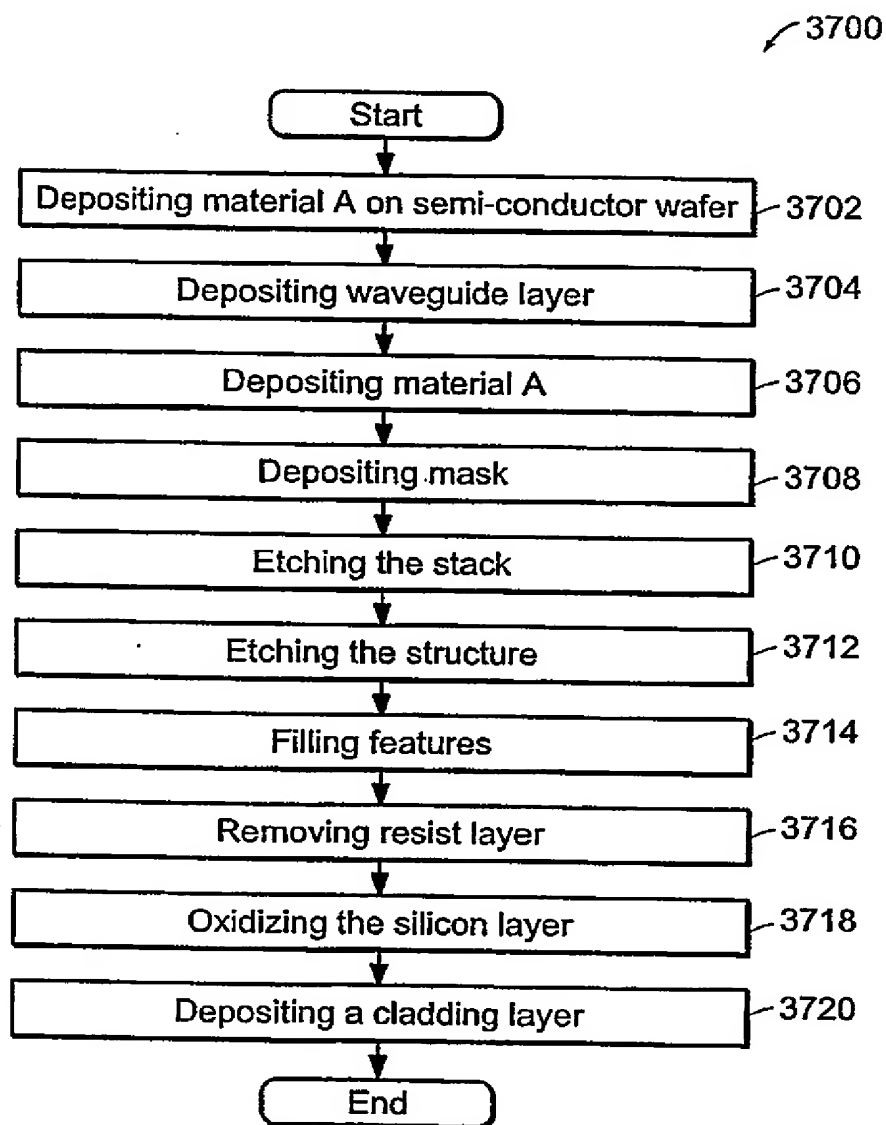 3700
Start
Depositing material A on semi-conductor wafer 3702
Depositing waveguide layer 3704
Depositing material A 3706
Depositing mask 3708
Etching the stack 3710
Etching the structure 3712
Filling features 3714
Removing resist layer 3716
Oxidizing the silicon layer 3718
Depositing a cladding layer 3720
End